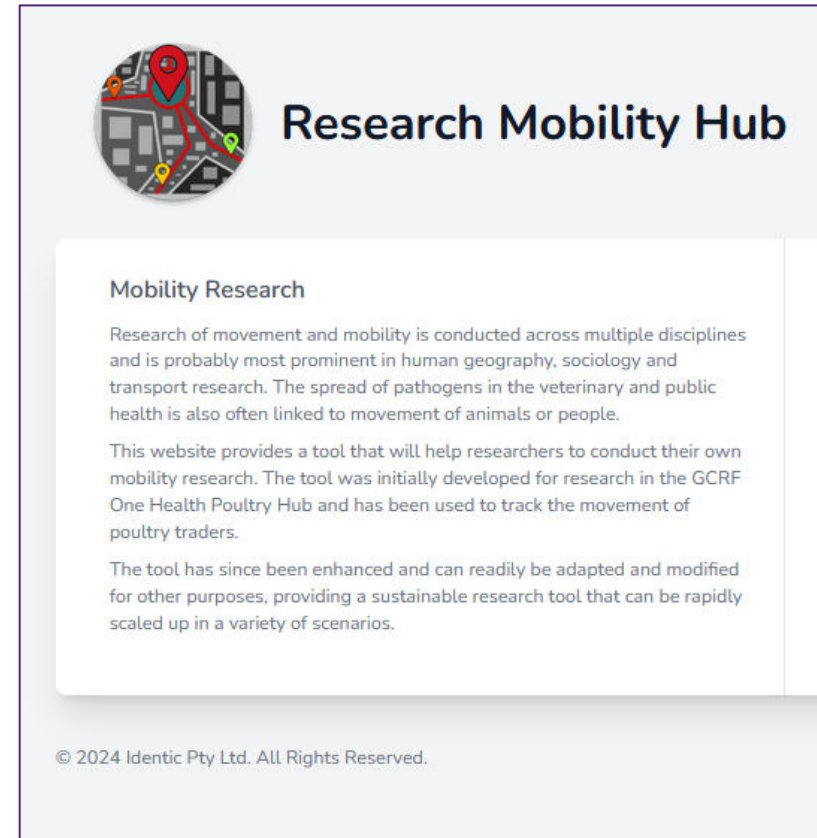 Research Mobility Hub
Mobility Research
Research of movement and mobility is conducted across multiple disciplines
and is probably most prominent in human geography, sociology and
transport research. The spread of pathogens in the veterinary and public
health is also often linked to movement of animals or people.
This website provides a tool that will help researchers to conduct their own
mobility research. The tool was initially developed for research in the GCRF
One Health Poultry Hub and has been used to track the movement of
poultry traders.
The tool has since been enhanced and can readily be adapted and modified
for other purposes, providing a sustainable research tool that can be rapidly
scaled up in a variety of scenarios.
© 2024 Identic Pty Ltd. All Rights Reserved.